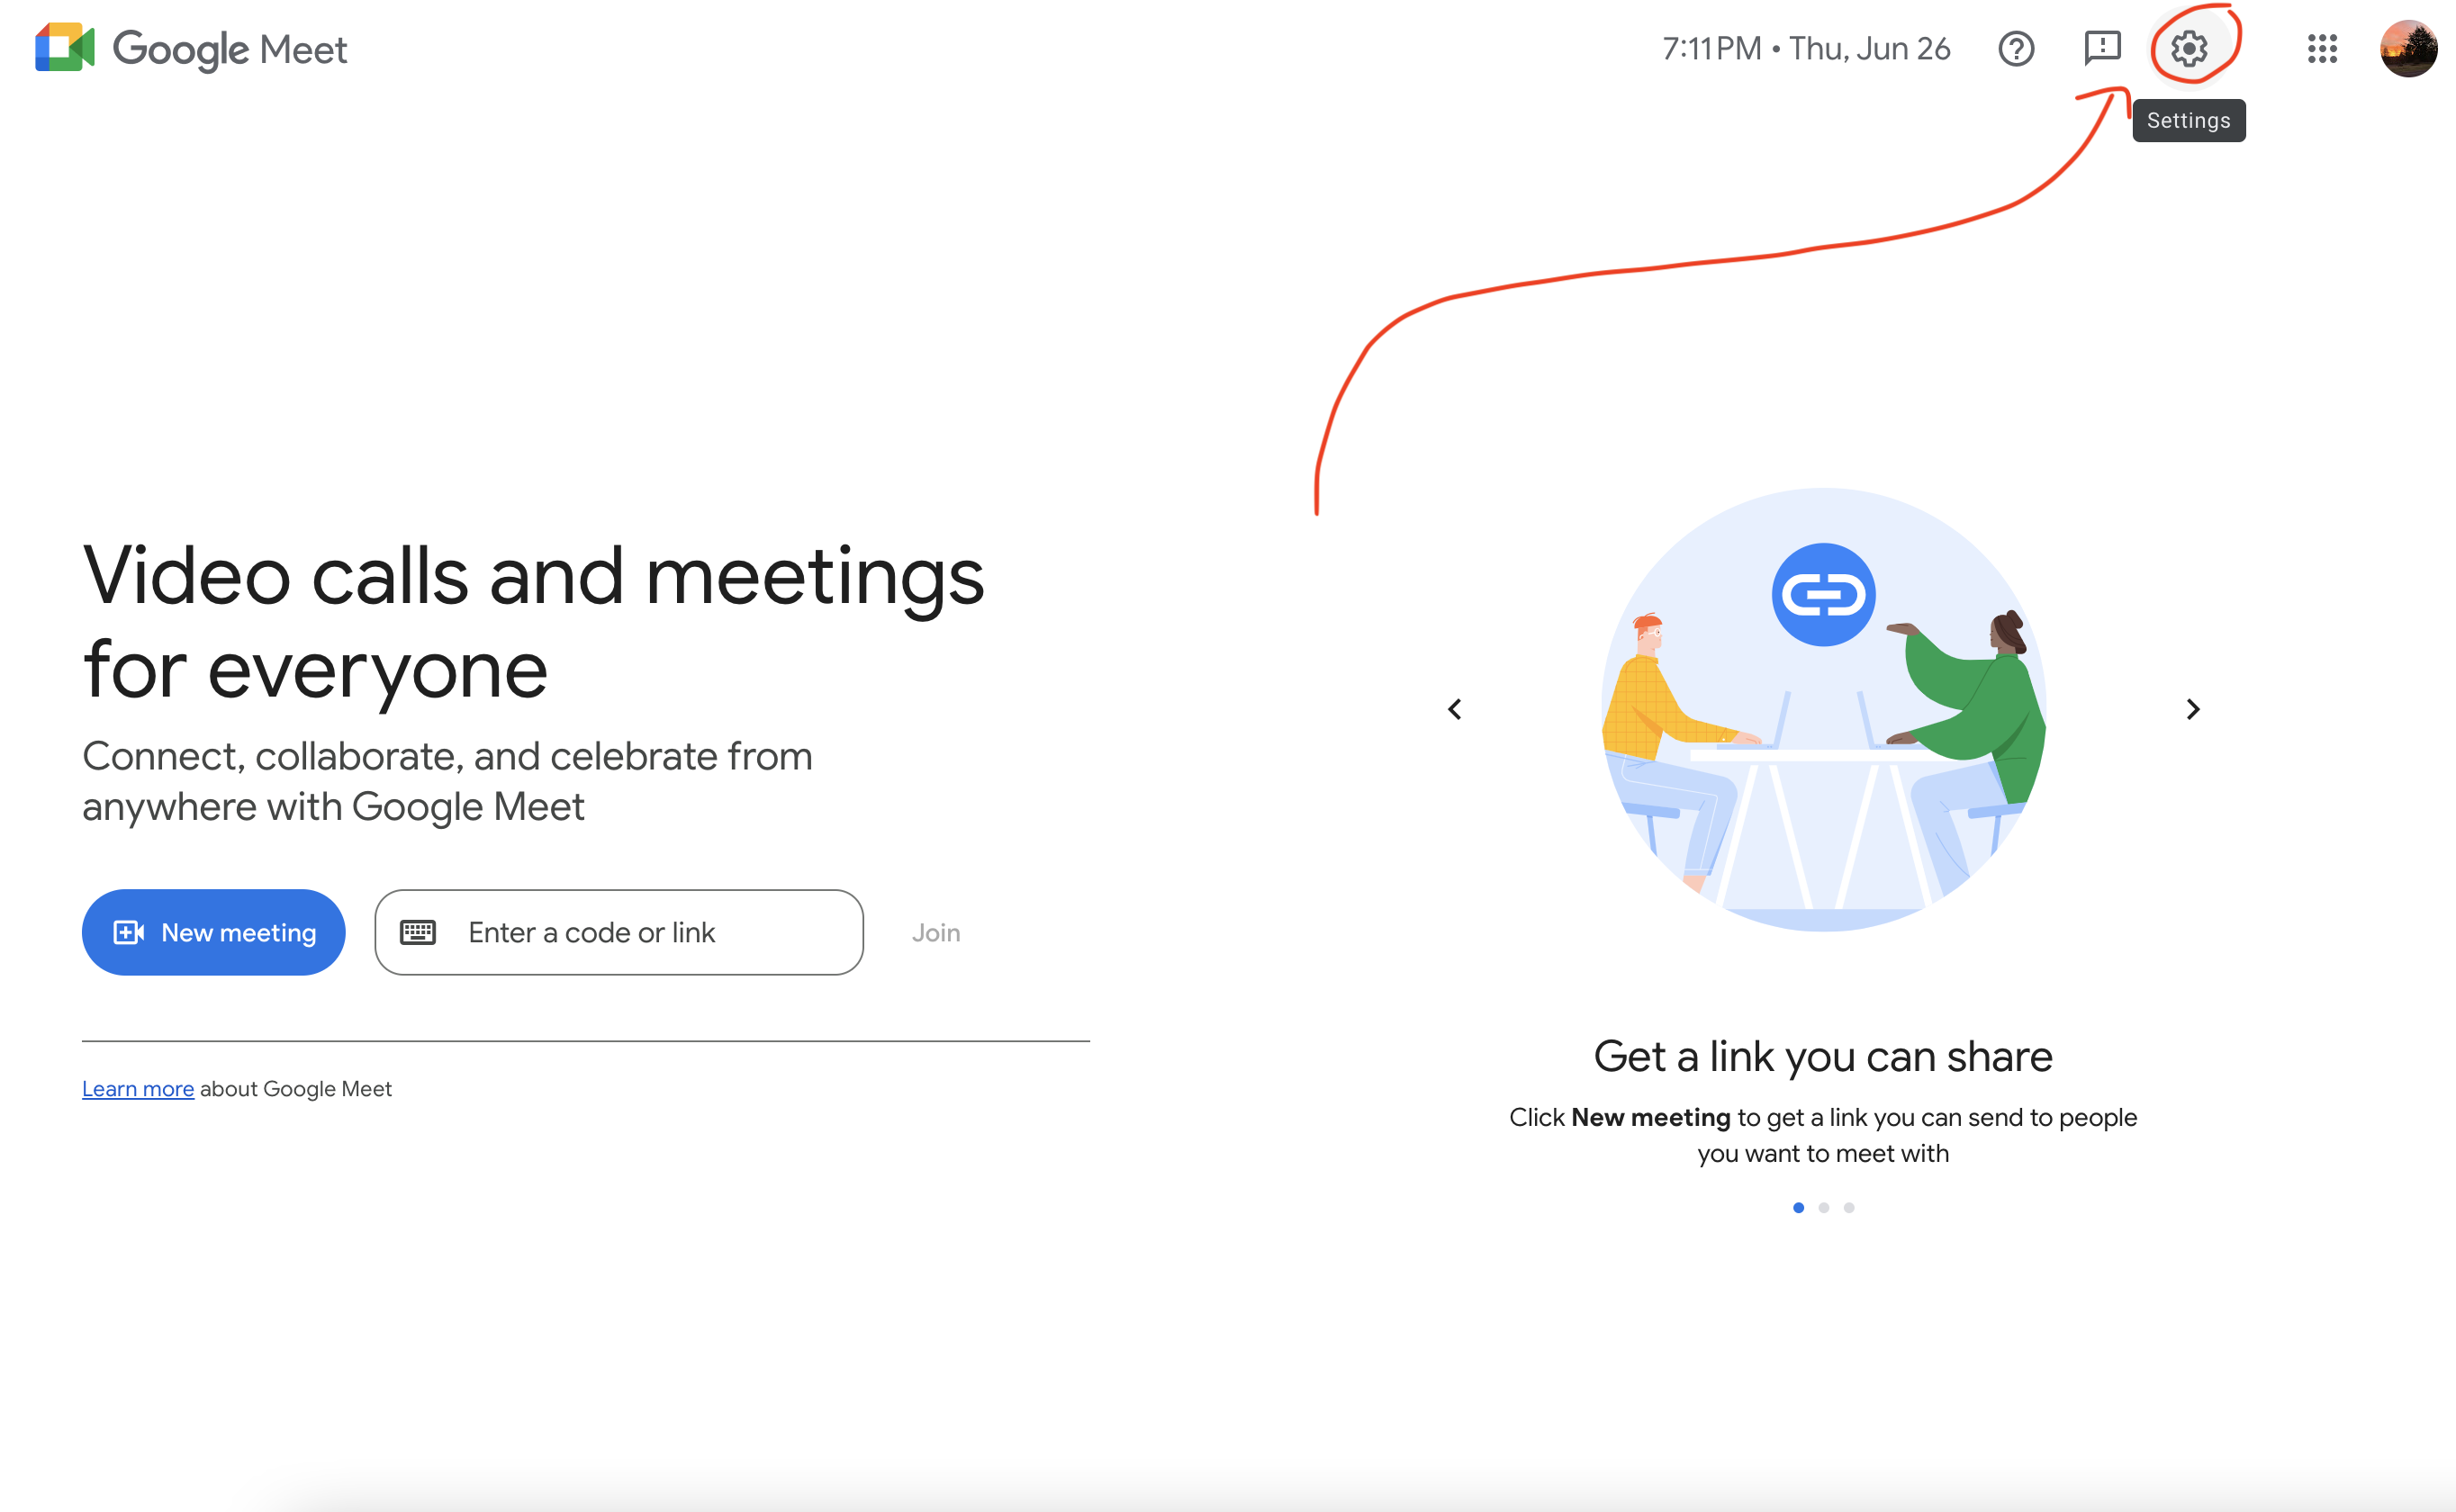 Google Meet
7:11 PM • Thu, Jun 26
Settings
Video calls and meetings
for everyone
Connect, collaborate, and celebrate from
anywhere with Google Meet
New meeting
Enter a code or link
Join
Learn more about Google Meet
Get a link you can share
Click New meeting to get a link you can send to people
you want to meet with